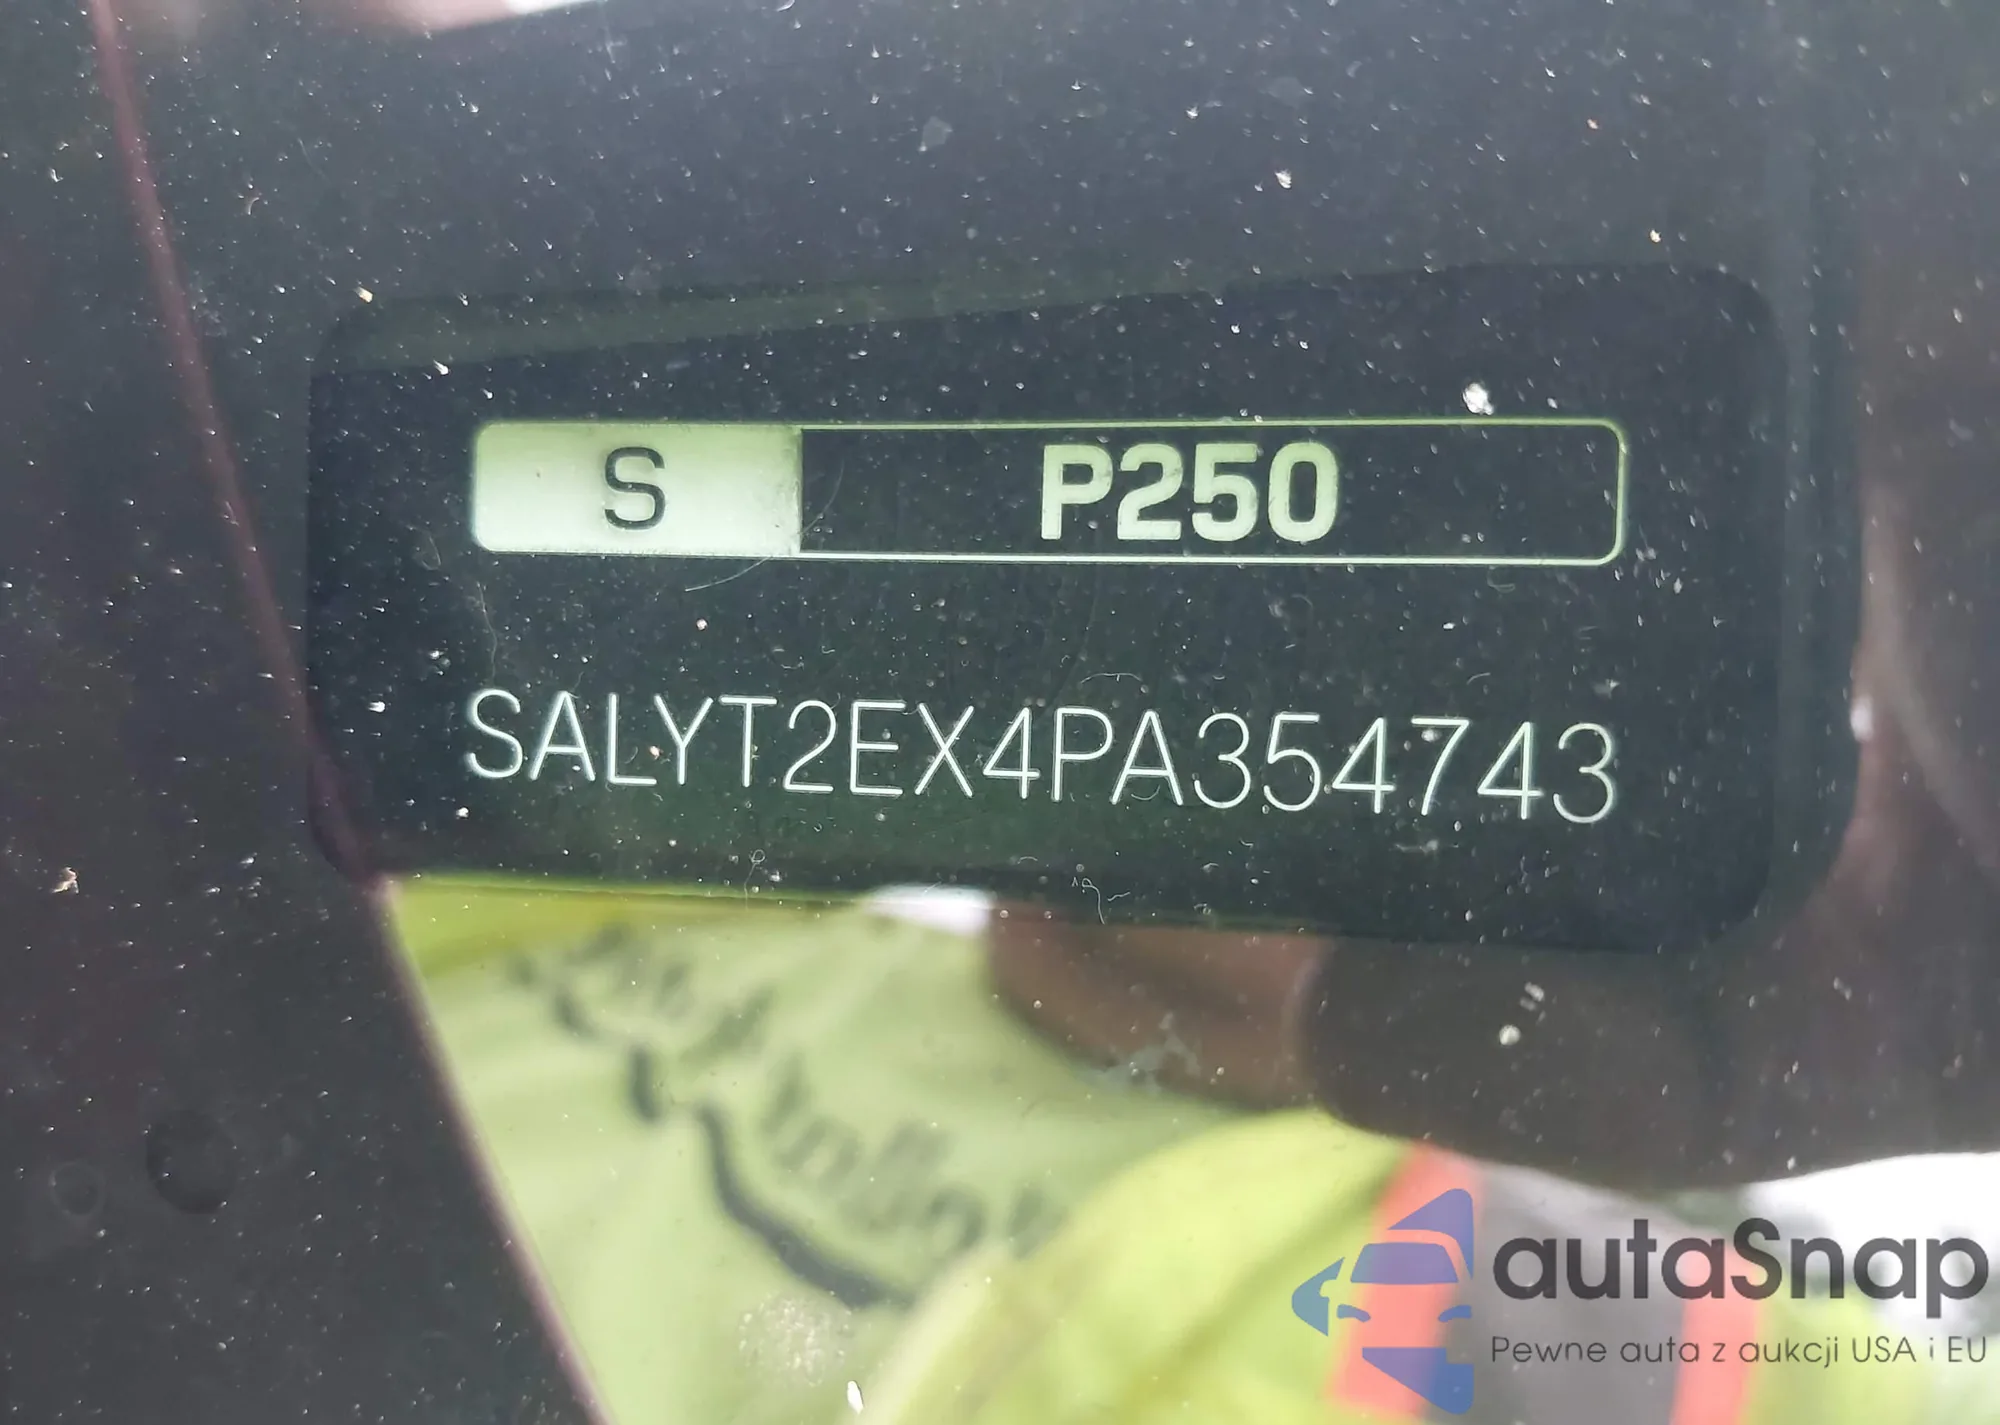 S P250
SALYT2EX4PA354743
autaSnap
Pewne auta z aukcji USA i EU